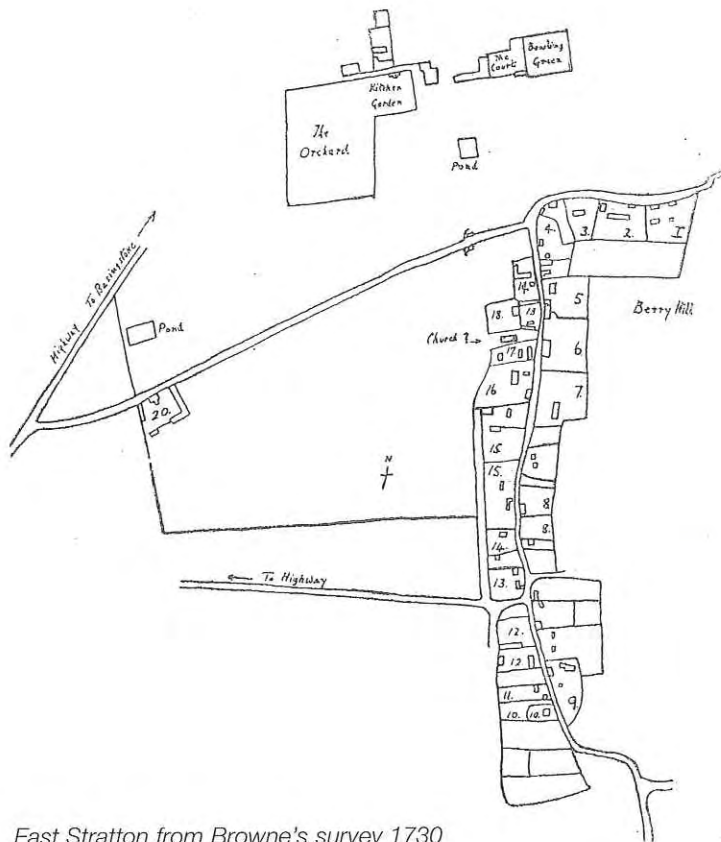 The Court
Bowling Green
Kitchen Garden
The Orchard
Pond
Highway To Basingstoke
Pond
4.
3.
2.
I
14.
5
Berry Hill
18.
13
Church ?
17.
6.
16
7.
20.
N
15
15.
8
8.
14.
To Highway
13.
12.
12
11.
9
10.
10.
East Stratton from Browne's survey 1730